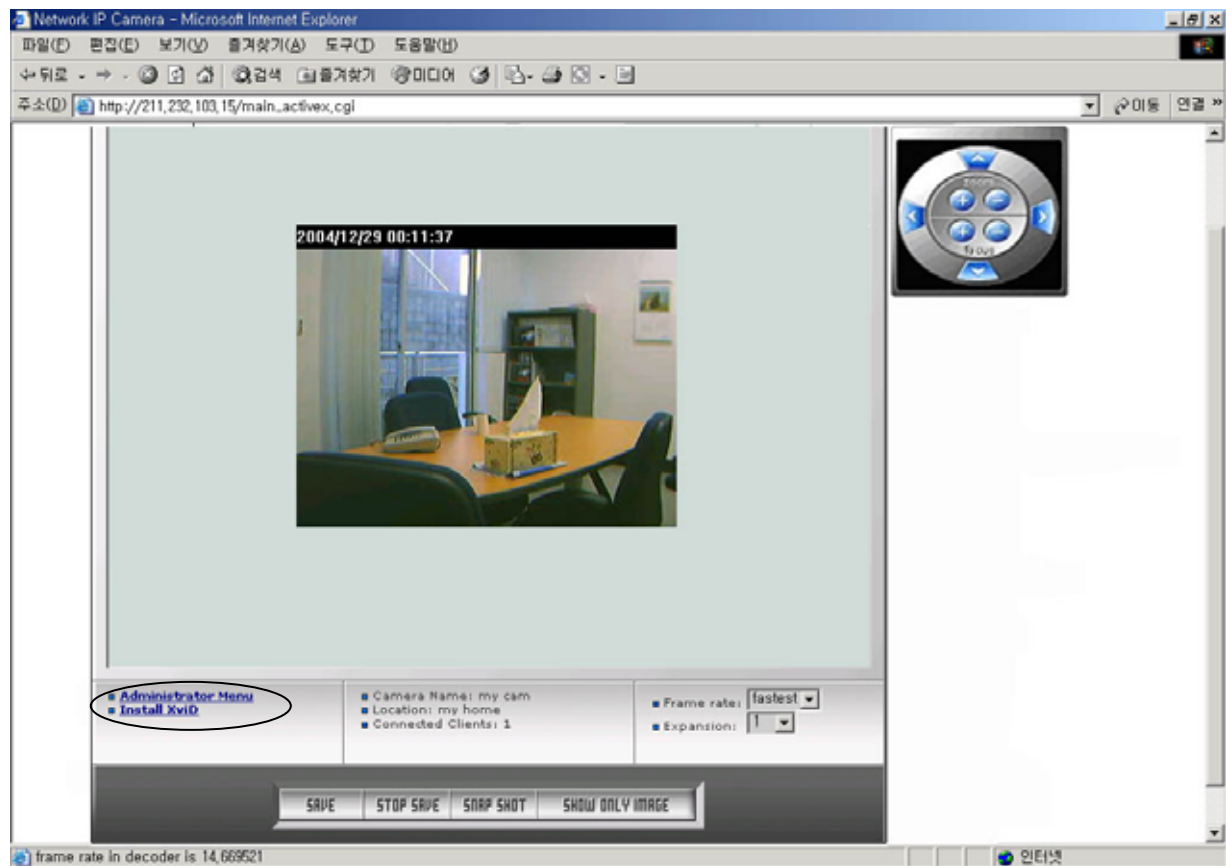 Network IP Camera - Microsoft Internet Explorer
파일(F) 편집(E) 보기(V) 즐겨찾기(A) 도구(T) 도움말(H)
뒤로 검색 즐겨찾기 미디어
주소(D) http://211,232,103,15/main_activex,cgi 이동 연결 »
2004/12/29 00:11:37
zoom
focus
Administrator Menu
Install XviD
Camera Name: my cam
Location: my home
Connected Clients: 1
Frame rate: fastest
Expansion: 1
SAVE STOP SAVE SNAP SHOT SHOW ONLY IMAGE
frame rate in decoder is 14,669521 인터넷